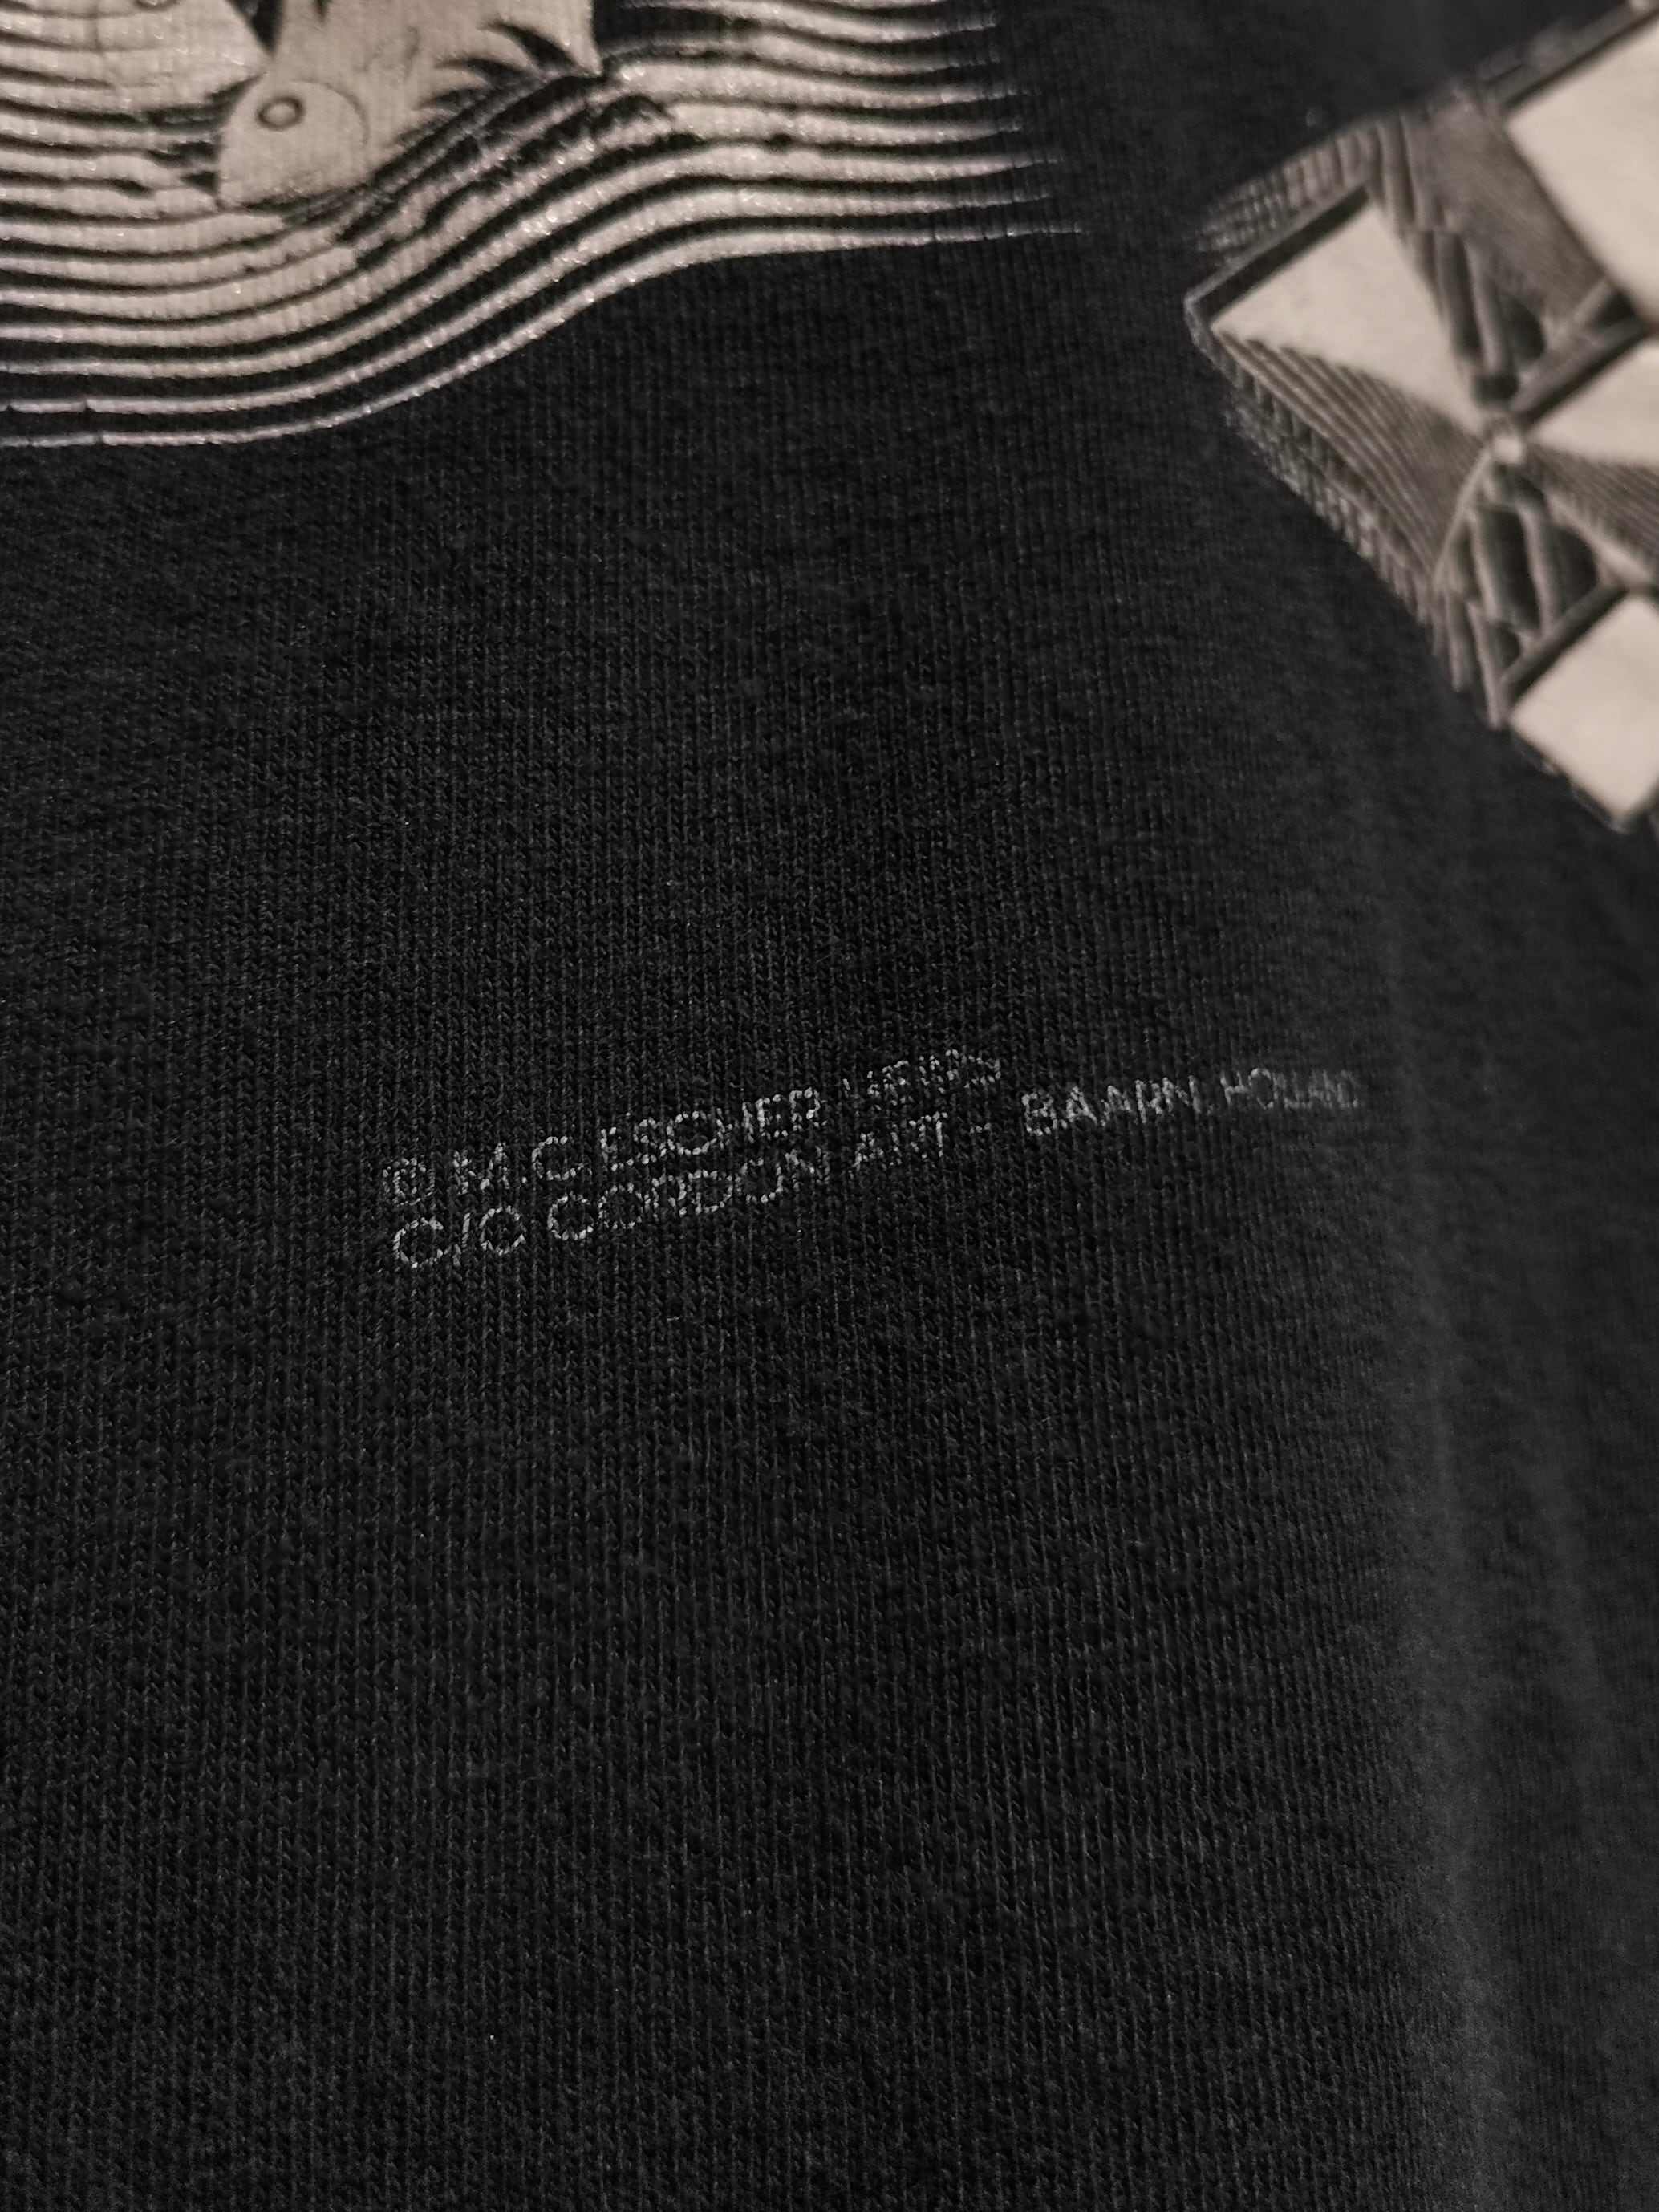 © M.C. ESCHER HEIRS
C/O CORDON ART - BAARN, HOLLAND